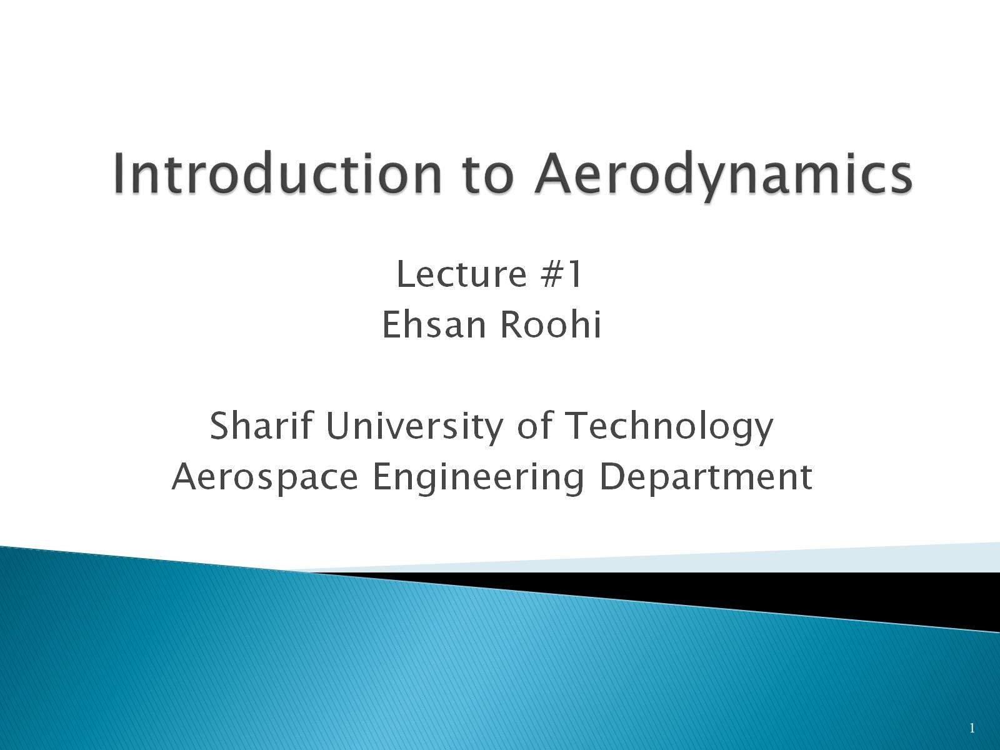 Introduction to Aerodynamics
Lecture #1
Ehsan Roohi
Sharif University of Technology
Aerospace Engineering Department
1